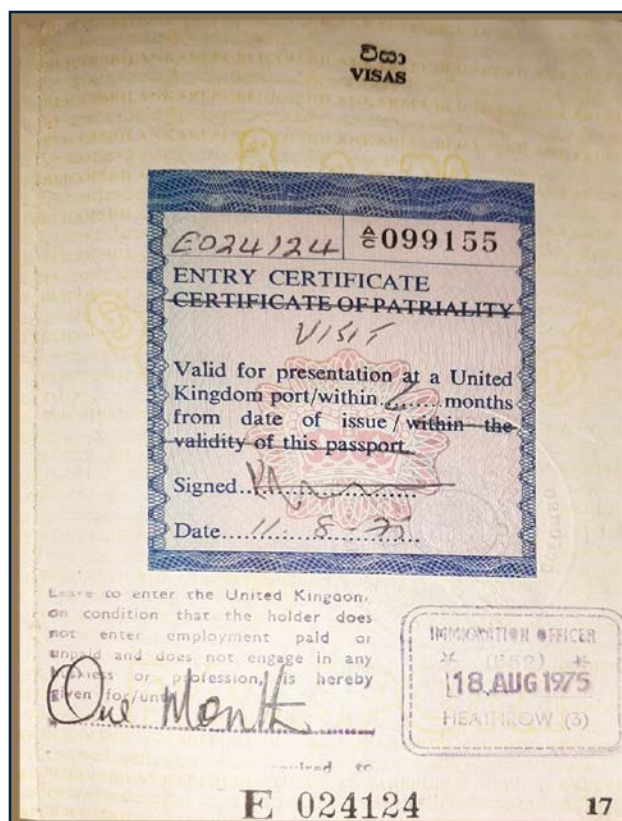 වීසා
VISAS
E024124 A/C 099155
ENTRY CERTIFICATE
CERTIFICATE OF PATRIALITY
VISIT
Valid for presentation at a United
Kingdom port/within......months
from date of issue/within the
validity of this passport.
Signed
Date 11 8-75
Leave to enter the United Kingdom,
on condition that the holder does
not enter employment paid or
unpaid and does not engage in any
business or profession, is hereby
given for/until
One Month
required to
IMMIGRATION OFFICER
18 AUG 1975
HEATHROW (3)
E 024124
17